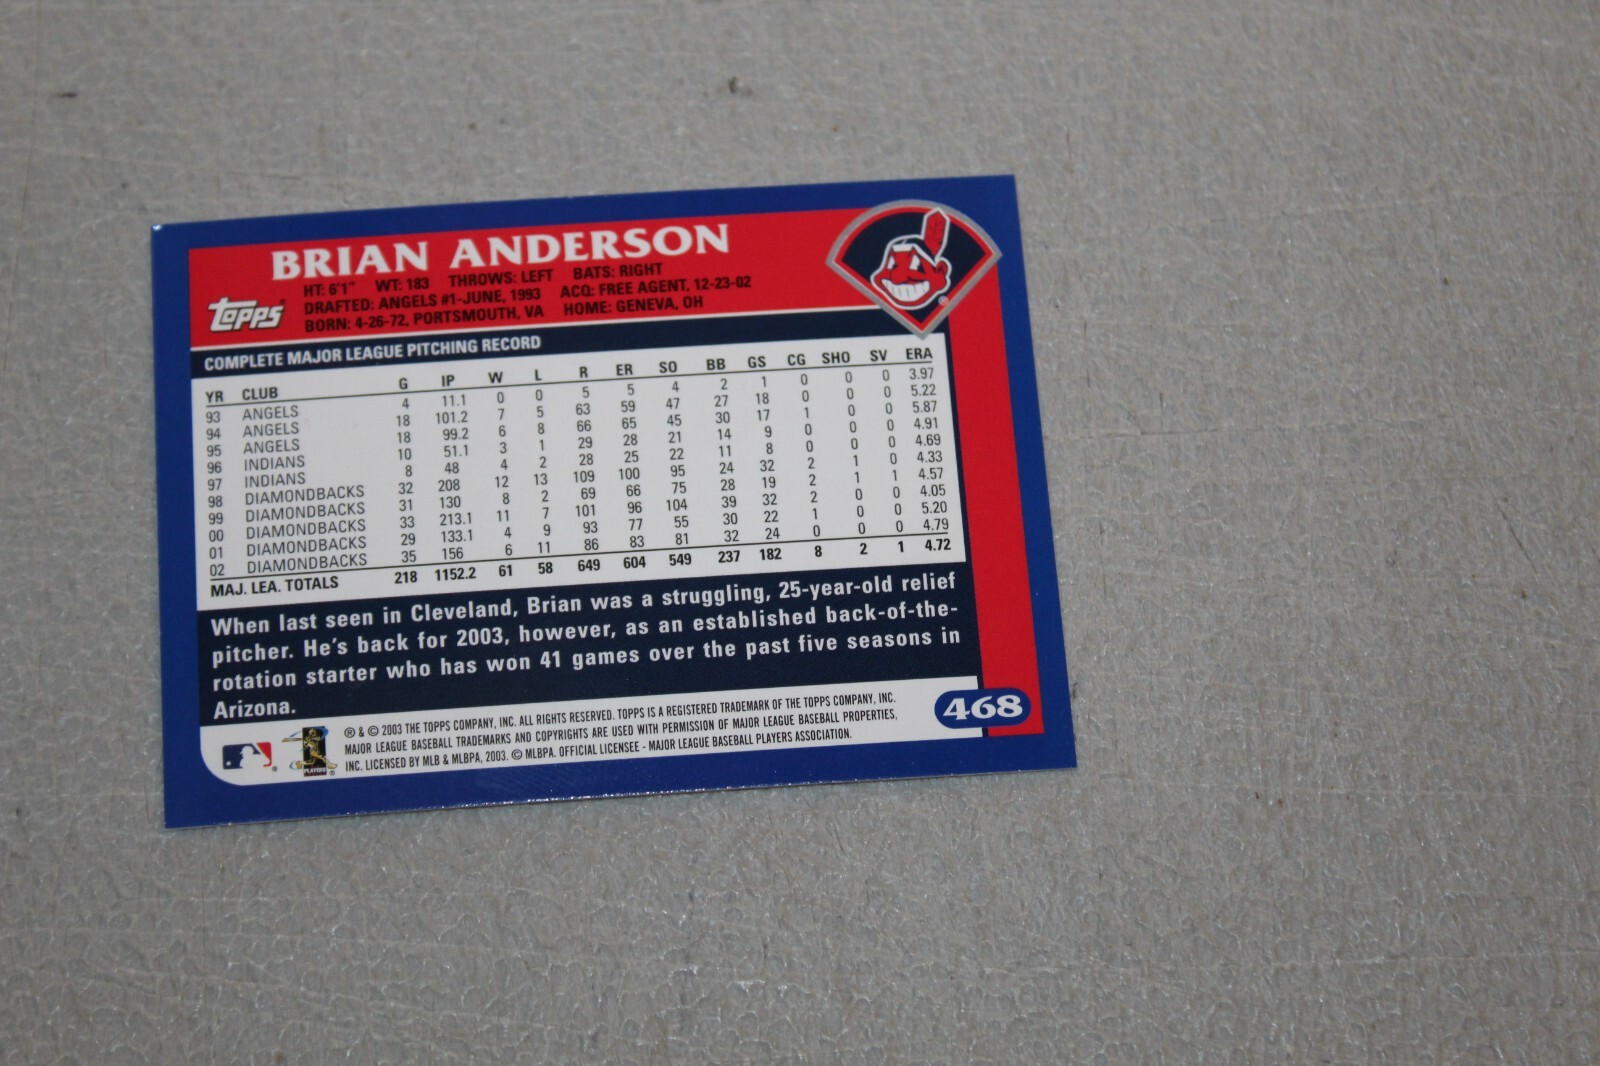 BRIAN ANDERSON
HT: 6'1" WT: 183 THROWS: LEFT BATS: RIGHT
DRAFTED: ANGELS #1-JUNE, 1993 ACQ: FREE AGENT, 12-23-02
BORN: 4-26-72, PORTSMOUTH, VA HOME: GENEVA, OH
Topps
COMPLETE MAJOR LEAGUE PITCHING RECORD
YR CLUB G IP W L R ER SO BB GS CG SHO SV ERA
93 ANGELS 4 11.1 0 0 5 5 4 2 1 0 0 0 3.97
94 ANGELS 18 101.2 7 5 63 59 47 27 18 0 0 0 5.22
95 ANGELS 18 99.2 6 8 66 65 45 30 17 1 0 0 5.87
96 INDIANS 10 51.1 3 1 29 28 21 14 9 0 0 0 4.91
97 INDIANS 8 48 4 2 28 25 22 11 8 0 0 0 4.69
98 DIAMONDBACKS 32 208 12 13 109 100 95 24 32 2 1 0 4.33
99 DIAMONDBACKS 31 130 8 2 69 66 75 28 19 2 1 1 4.57
00 DIAMONDBACKS 33 213.1 11 7 101 96 104 39 32 2 0 0 4.05
01 DIAMONDBACKS 29 133.1 4 9 93 77 55 30 22 1 0 0 5.20
02 DIAMONDBACKS 35 156 6 11 86 83 81 32 24 0 0 0 4.79
MAJ. LEA. TOTALS 218 1152.2 61 58 649 604 549 237 182 8 2 1 4.72
When last seen in Cleveland, Brian was a struggling, 25-year-old relief
pitcher. He's back for 2003, however, as an established back-of-the-
rotation starter who has won 41 games over the past five seasons in
Arizona.
468
® & © 2003 THE TOPPS COMPANY, INC. ALL RIGHTS RESERVED. TOPPS IS A REGISTERED TRADEMARK OF THE TOPPS COMPANY, INC.
MAJOR LEAGUE BASEBALL TRADEMARKS AND COPYRIGHTS ARE USED WITH PERMISSION OF MAJOR LEAGUE BASEBALL PROPERTIES,
INC. LICENSED BY MLB & MLBPA, 2003. © MLBPA. OFFICIAL LICENSEE - MAJOR LEAGUE BASEBALL PLAYERS ASSOCIATION.
PLAYERS